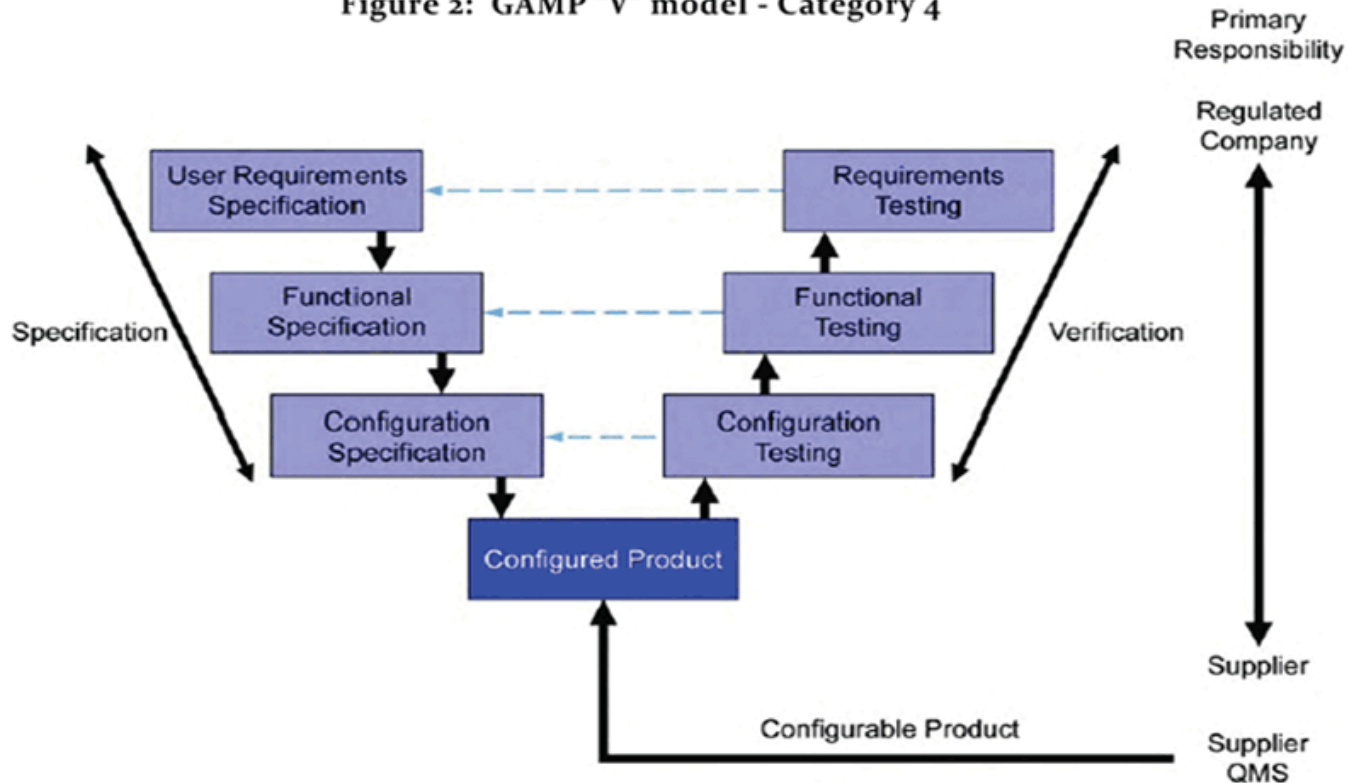 Figure 2: GAMP "V" model - Category 4
Primary
Responsibility
Regulated
Company
User Requirements
Specification
Requirements
Testing
Functional
Specification
Functional
Testing
Specification
Verification
Configuration
Specification
Configuration
Testing
Configured Product
Supplier
Configurable Product
Supplier
QMS